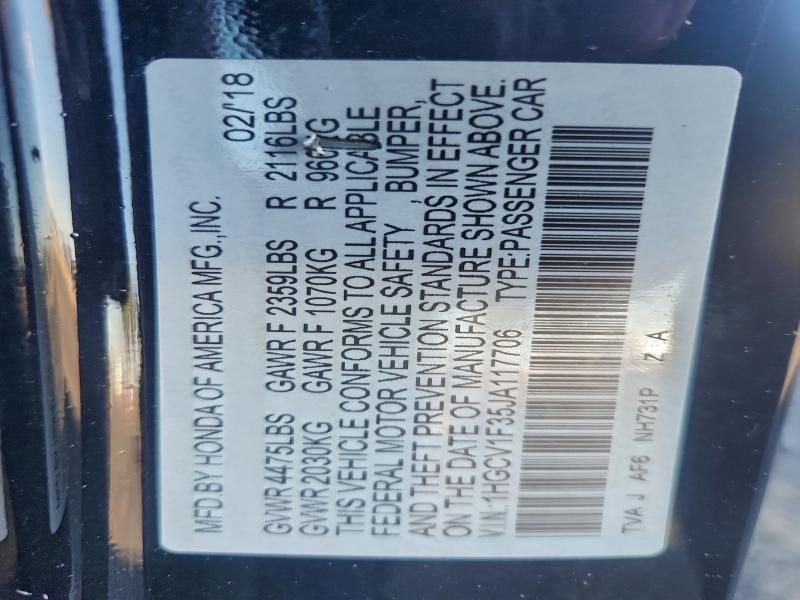 MFD.BY HONDA OF AMERICA MFG.,INC. 02/'18
GVWR 4475LBS GAWR F 2359LBS R 2116LBS
GVWR 2030KG GAWR F 1070KG R 960KG
THIS VEHICLE CONFORMS TO ALL APPLICABLE
FEDERAL MOTOR VEHICLE SAFETY , BUMPER,
AND THEFT PREVENTION STANDARDS IN EFFECT
ON THE DATE OF MANUFACTURE SHOWN ABOVE.
V.I.N.:1HGCV1F35JA117706 TYPE:PASSENGER CAR
TVA J AF6 NH731P